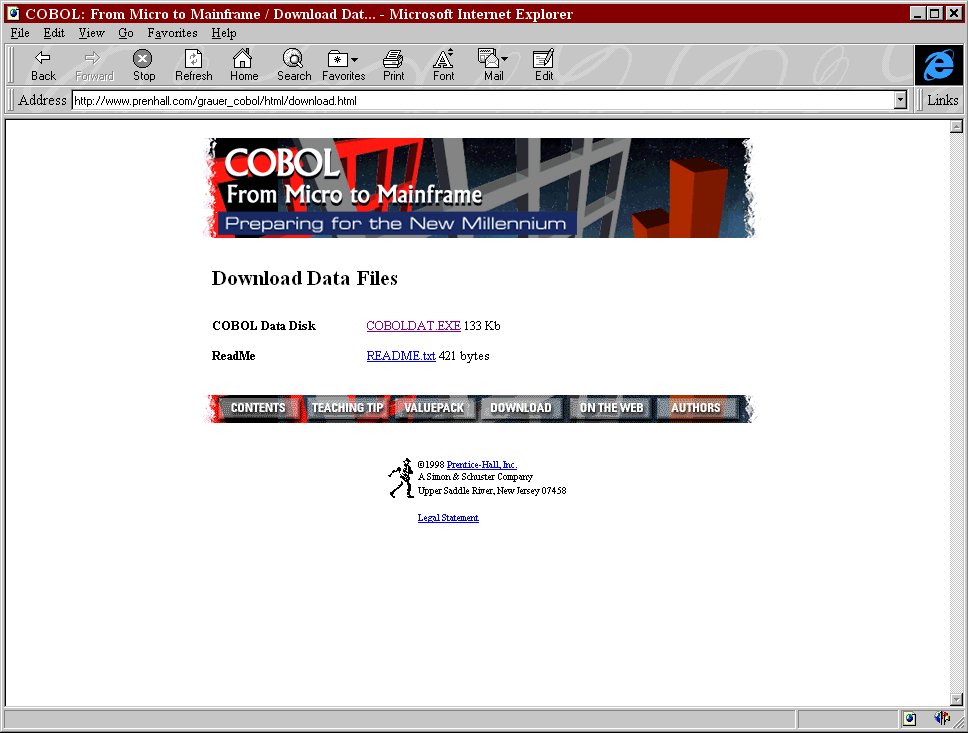 COBOL: From Micro to Mainframe / Download Dat... - Microsoft Internet Explorer
File Edit View Go Favorites Help
Back Forward Stop Refresh Home Search Favorites Print Font Mail Edit
Address http://www.prenhall.com/grauer_cobol/html/download.html Links
COBOL
From Micro to Mainframe
Preparing for the New Millennium
Download Data Files
COBOL Data Disk COBOLDAT.EXE 133 Kb
ReadMe README.txt 421 bytes
CONTENTS TEACHING TIP VALUEPACK DOWNLOAD ON THE WEB AUTHORS
©1998 Prentice-Hall, Inc.
A Simon & Schuster Company
Upper Saddle River, New Jersey 07458
Legal Statement